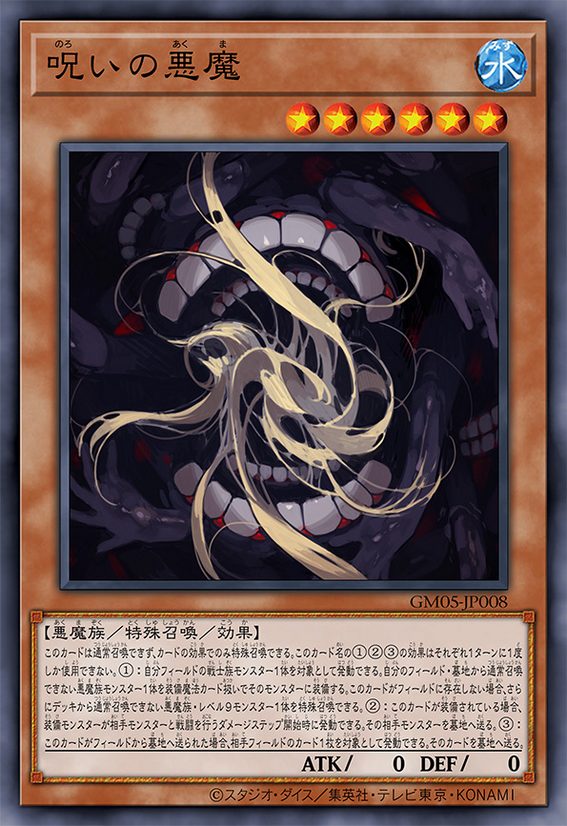 呪いの悪魔
水
GM05-JP008
【悪魔族／特殊召喚／効果】
このカードは通常召喚できず、カードの効果でのみ特殊召喚できる。このカード名の①②③の効果はそれぞれ1ターンに1度
しか使用できない。①：自分フィールドの戦士族モンスター1体を対象として発動できる。自分のフィールド・墓地から通常召喚
できない悪魔族モンスター1体を装備魔法カード扱いでそのモンスターに装備する。このカードがフィールドに存在しない場合、さら
にデッキから通常召喚できない悪魔族・レベル9モンスター1体を特殊召喚できる。②：このカードが装備されている場合、
装備モンスターが相手モンスターと戦闘を行うダメージステップ開始時に発動できる。その相手モンスターを墓地へ送る。③：
このカードがフィールドから墓地へ送られた場合、相手フィールドのカード1枚を対象として発動できる。そのカードを墓地へ送る。
ATK/ 0 DEF/ 0
©スタジオ・ダイス／集英社・テレビ東京・KONAMI